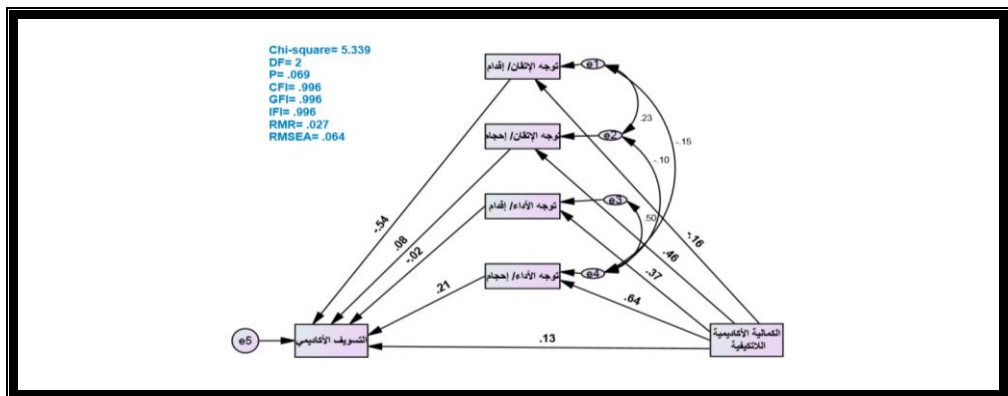 Chi-square= 5.339
DF= 2
P= .069
CFI= .996
GFI= .996
IFI= .996
RMR= .027
RMSEA= .064
توجه الإتقان/ إقدام
e1
.23
-.15
توجه الإتقان/ إحجام
e2
-.10
توجه الأداء/ إقدام
e3
.50
توجه الأداء/ إحجام
e4
-.54
.08
-.02
.21
-.16
.46
.37
.64
e5
التسويف الأكاديمي
.13
الكمالية الأكاديمية
اللاتكيفية